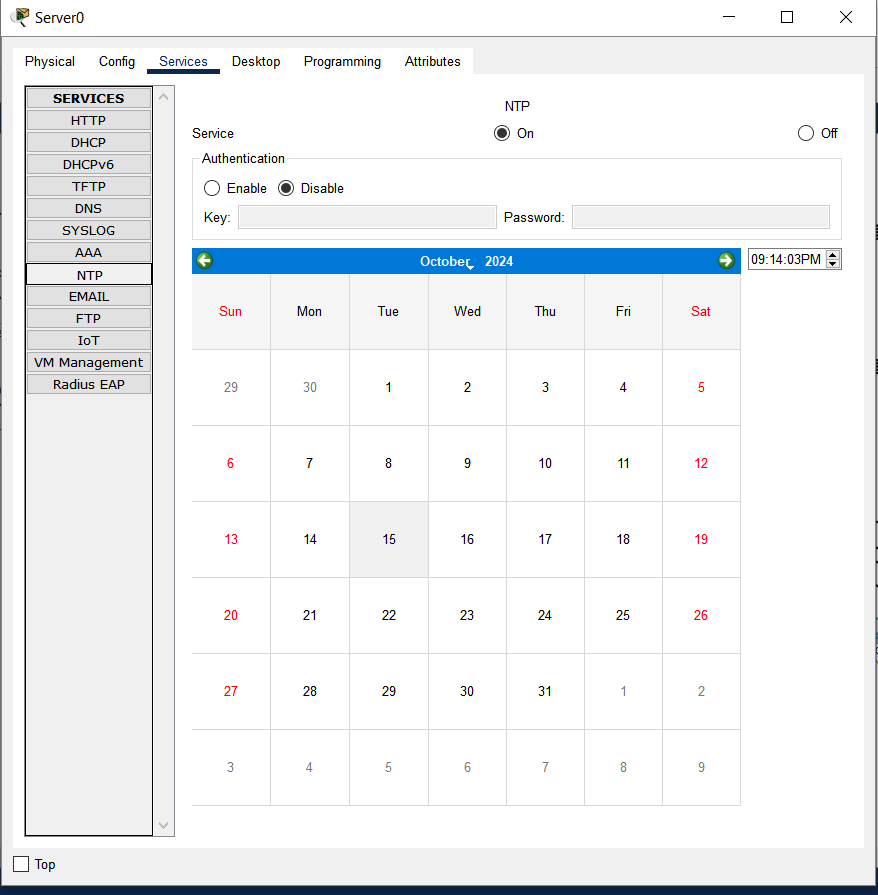 Server0
Physical Config Services Desktop Programming Attributes
SERVICES
HTTP
DHCP
DHCPv6
TFTP
DNS
SYSLOG
AAA
NTP
EMAIL
FTP
IoT
VM Management
Radius EAP
NTP
Service On Off
Authentication
Enable Disable
Key: Password:
October 2024 09:14:03PM
Sun Mon Tue Wed Thu Fri Sat
29 30 1 2 3 4 5
6 7 8 9 10 11 12
13 14 15 16 17 18 19
20 21 22 23 24 25 26
27 28 29 30 31 1 2
3 4 5 6 7 8 9
Top